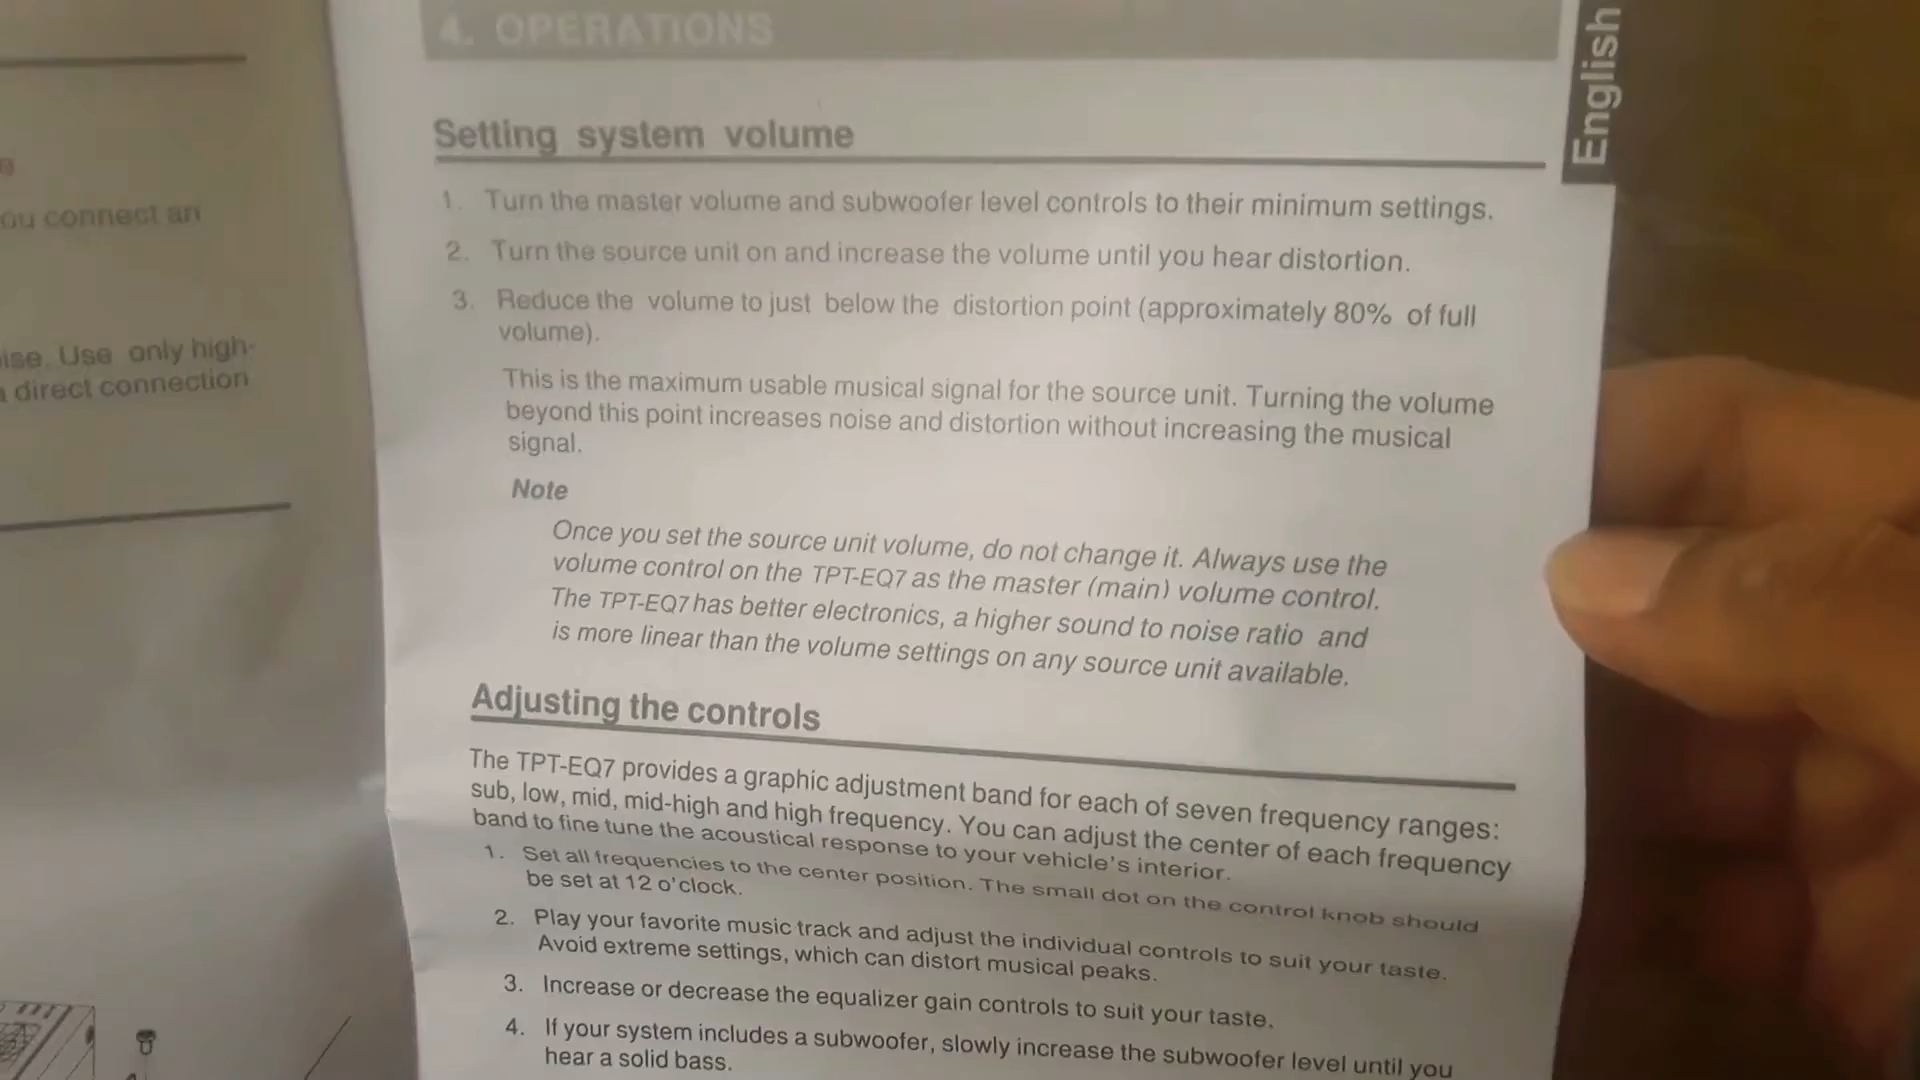 ou connect an
ise. Use only high-
direct connection
4. OPERATIONS
English
Setting system volume
1. Turn the master volume and subwoofer level controls to their minimum settings.
2. Turn the source unit on and increase the volume until you hear distortion.
3. Reduce the volume to just below the distortion point (approximately 80% of full
volume).
This is the maximum usable musical signal for the source unit. Turning the volume
beyond this point increases noise and distortion without increasing the musical
signal.
Note
Once you set the source unit volume, do not change it. Always use the
volume control on the TPT-EQ7 as the master (main) volume control.
The TPT-EQ7 has better electronics, a higher sound to noise ratio and
is more linear than the volume settings on any source unit available.
Adjusting the controls
The TPT-EQ7 provides a graphic adjustment band for each of seven frequency ranges:
sub, low, mid, mid-high and high frequency. You can adjust the center of each frequency
band to fine tune the acoustical response to your vehicle's interior.
1. Set all frequencies to the center position. The small dot on the control knob should
be set at 12 o'clock.
2. Play your favorite music track and adjust the individual controls to suit your taste.
Avoid extreme settings, which can distort musical peaks.
3. Increase or decrease the equalizer gain controls to suit your taste.
4. If your system includes a subwoofer, slowly increase the subwoofer level until you
hear a solid bass.